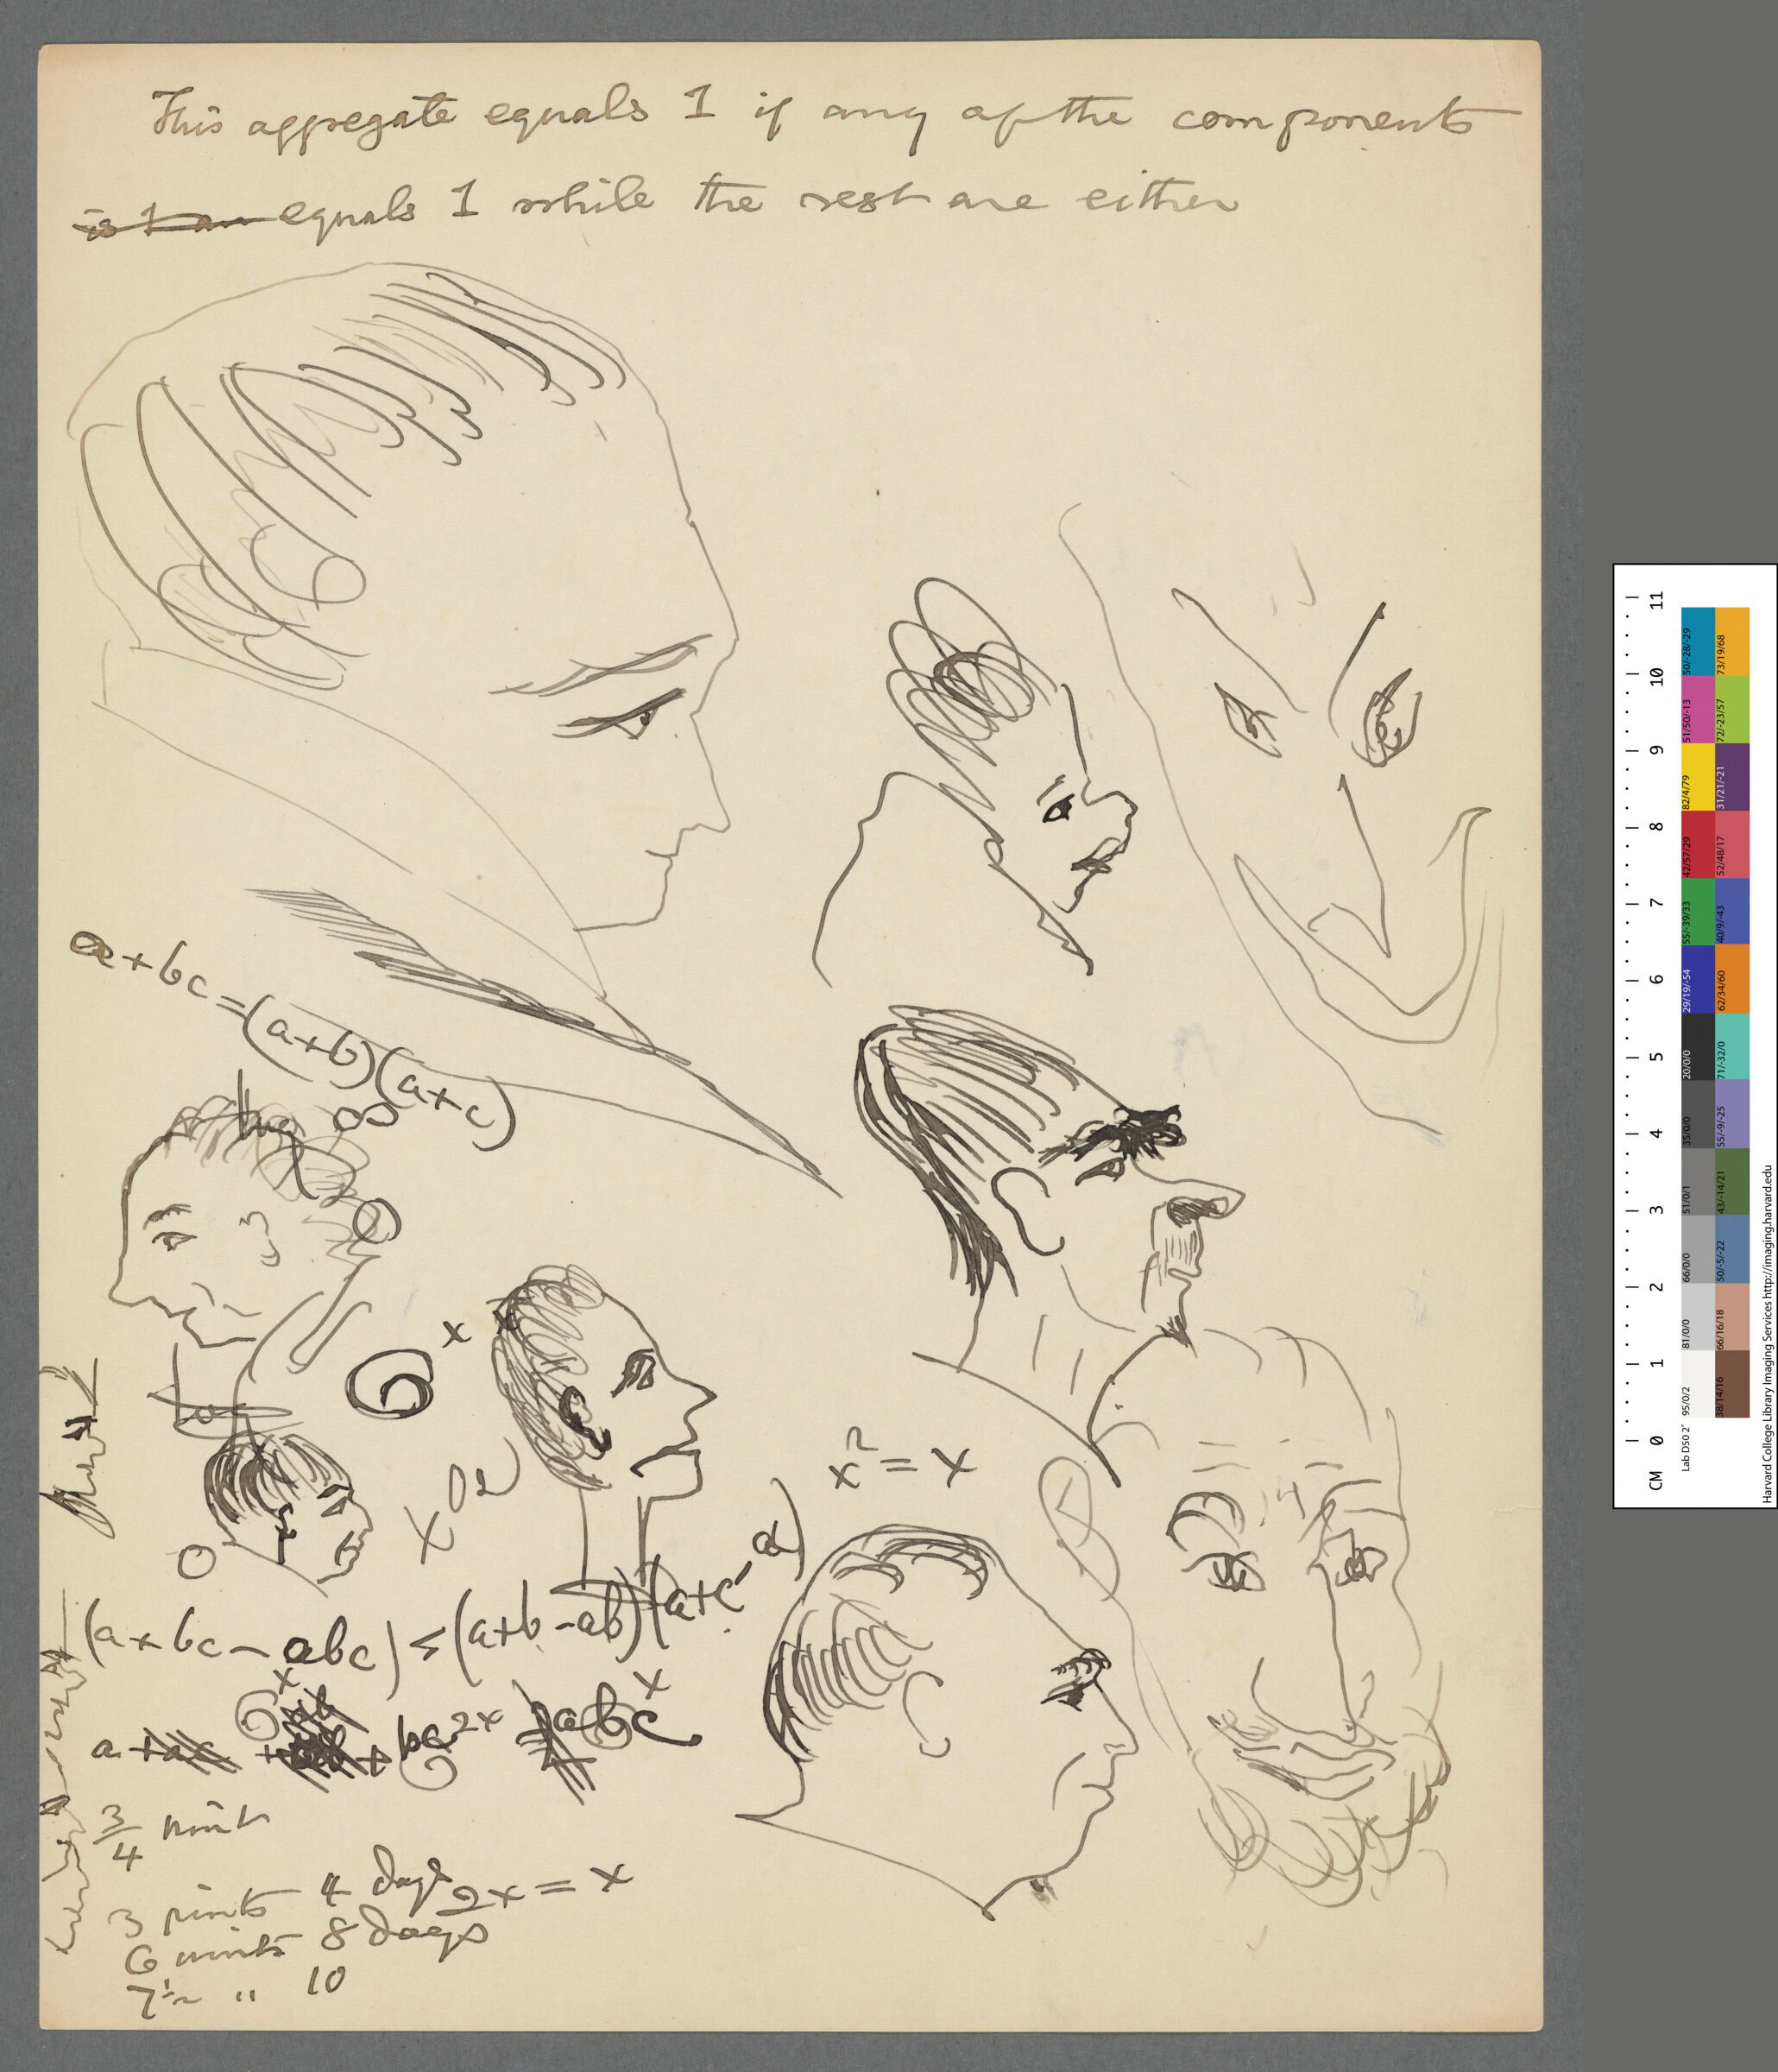 This aggregate equals 1 if any of the components
is 1 an equals 1 while the rest are either
a+bc=(a+b)(a+c)
log ∞
log
x
x
0
x² = x
(a+bc-abc) = (a+b-ab)(a+c-a)
a + ac + ab + bc 2x abc x
3/4 pint
3 pints 4 days
2x = x
6 pints 8 days
7½ " 10
CM 0 1 2 3 4 5 6 7 8 9 10 11
Lab D50 2°
95/0/2 81/0/0 66/0/0 51/0/1 35/0/0 20/0/0 29/19/-54 55/-39/33 42/57/29 82/4/79 51/50/-13 50/-28/-29
38/14/16 66/16/18 50/-5/-22 43/-14/21 55/-9/-25 71/-32/0 62/34/60 40/9/-43 52/48/17 31/21/-21 72/-23/57 73/19/68
Harvard College Library Imaging Services http://imaging.harvard.edu